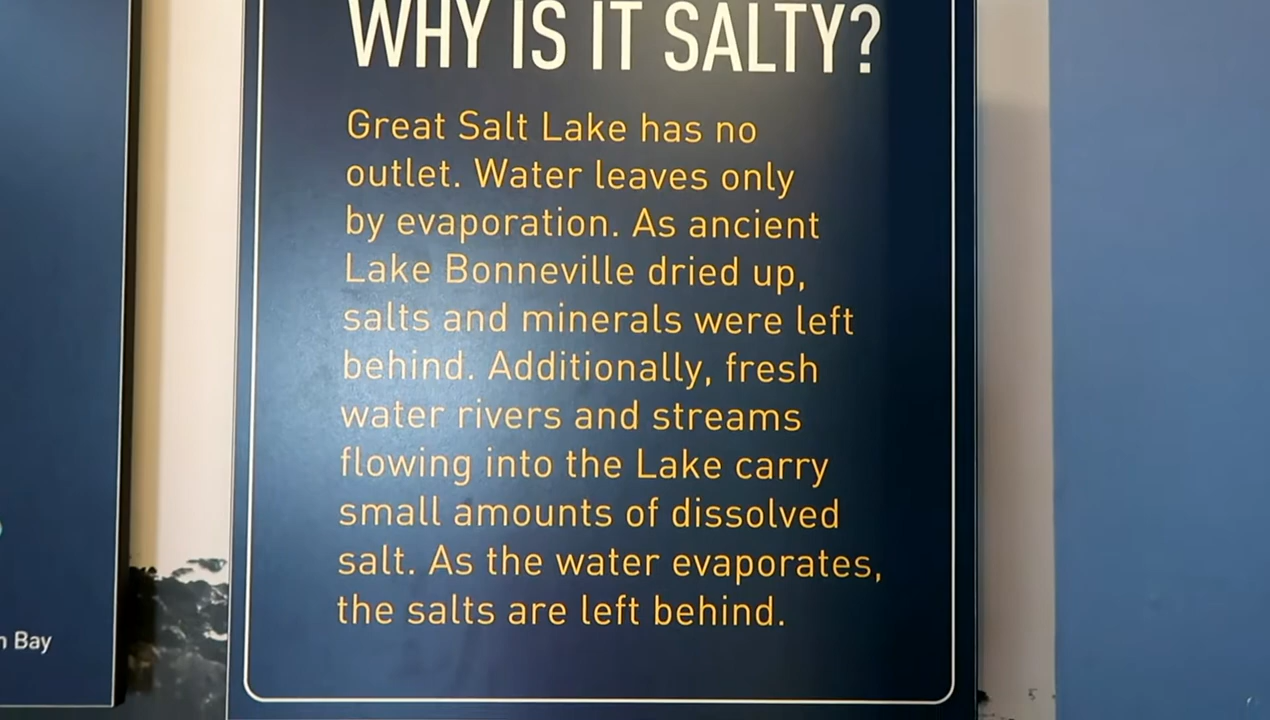 WHY IS IT SALTY?
Great Salt Lake has no
outlet. Water leaves only
by evaporation. As ancient
Lake Bonneville dried up,
salts and minerals were left
behind. Additionally, fresh
water rivers and streams
flowing into the Lake carry
small amounts of dissolved
salt. As the water evaporates,
the salts are left behind.
Bay